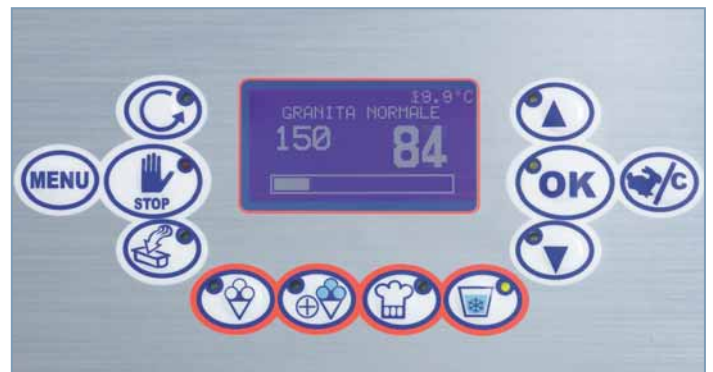 19.9°C
GRANITA NORMALE
150 84
MENU
STOP
OK
/C